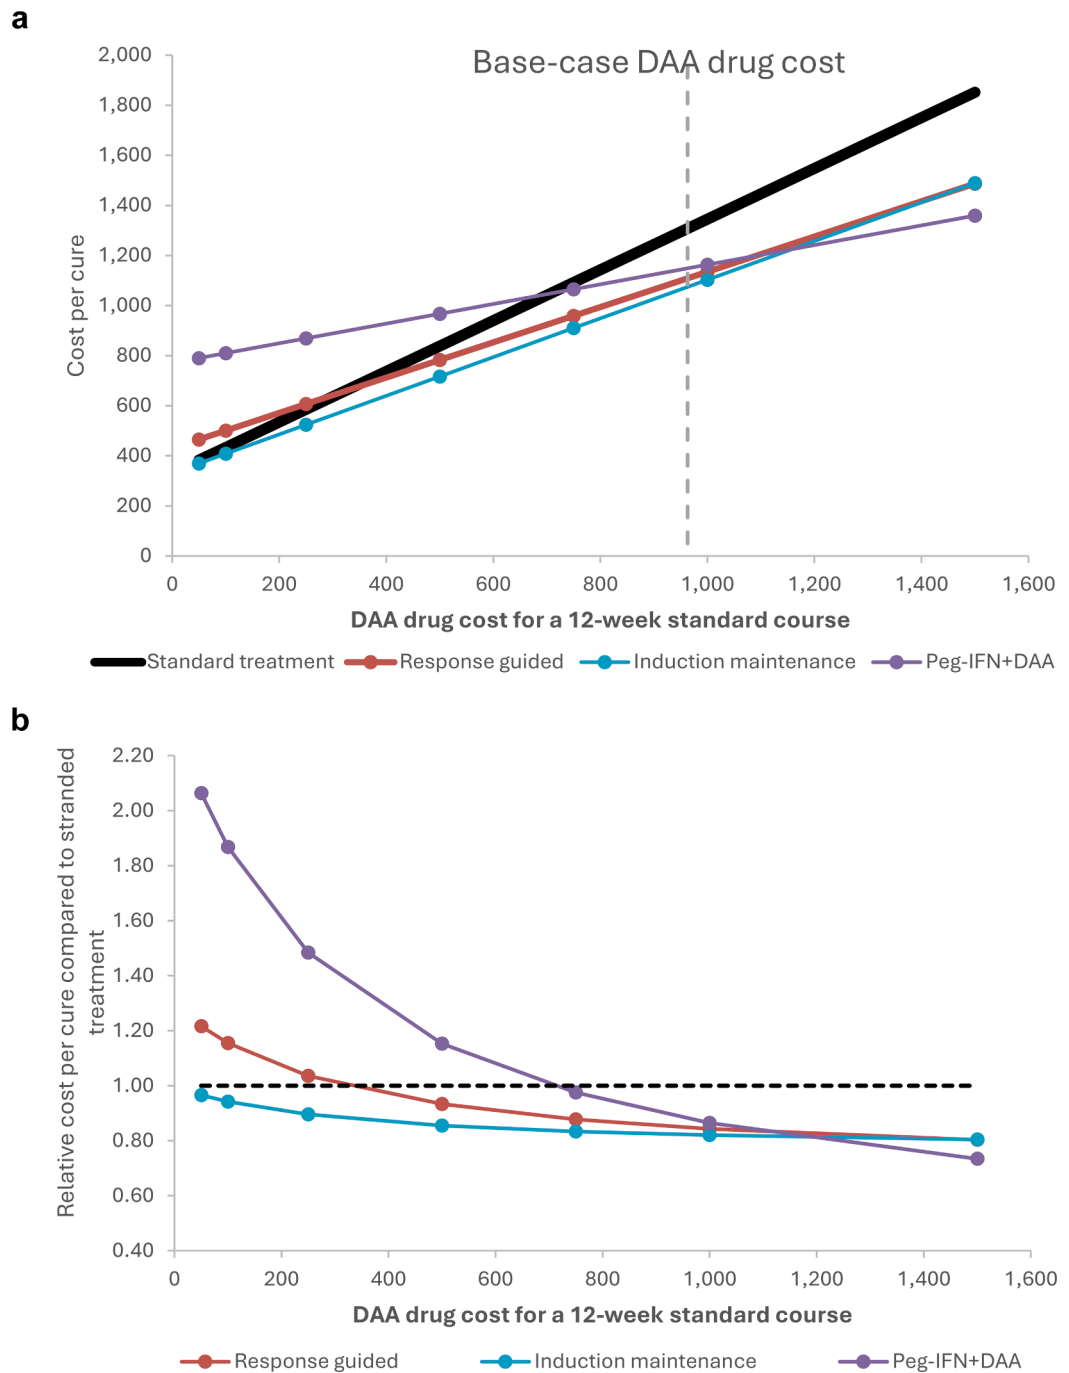 a
Base-case DAA drug cost
2,000
1,800
1,600
1,400
1,200
1,000
800
600
400
200
0
Cost per cure
0 200 400 600 800 1,000 1,200 1,400 1,600
DAA drug cost for a 12-week standard course
Standard treatment Response guided Induction maintenance Peg-IFN+DAA
b
2.20
2.00
1.80
1.60
1.40
1.20
1.00
0.80
0.60
0.40
Relative cost per cure compared to stranded
treatment
0 200 400 600 800 1,000 1,200 1,400 1,600
DAA drug cost for a 12-week standard course
Response guided Induction maintenance Peg-IFN+DAA